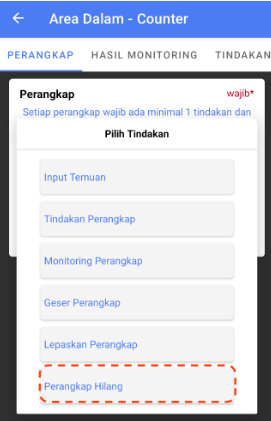 Area Dalam - Counter
PERANGKAP HASIL MONITORING TINDAKAN
Perangkap wajib*
Setiap perangkap wajib ada minimal 1 tindakan dan
Pilih Tindakan
Input Temuan
Tindakan Perangkap
Monitoring Perangkap
Geser Perangkap
Lepaskan Perangkap
Perangkap Hilang